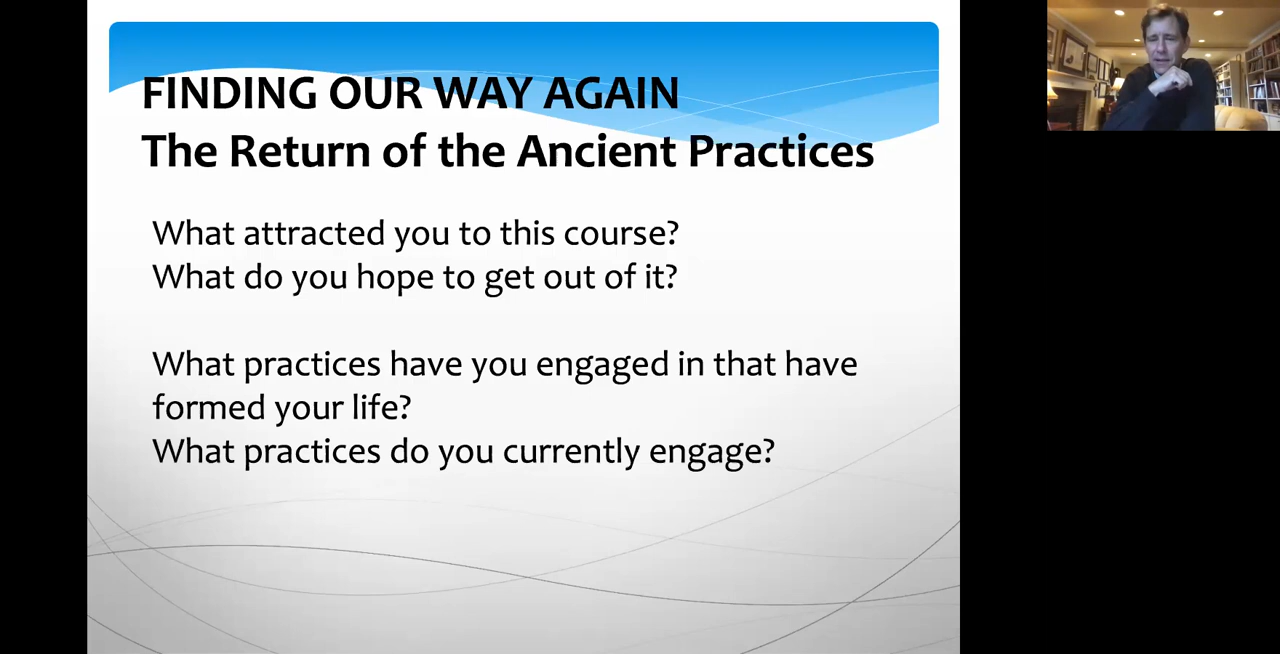 FINDING OUR WAY AGAIN
The Return of the Ancient Practices
What attracted you to this course?
What do you hope to get out of it?
What practices have you engaged in that have
formed your life?
What practices do you currently engage?